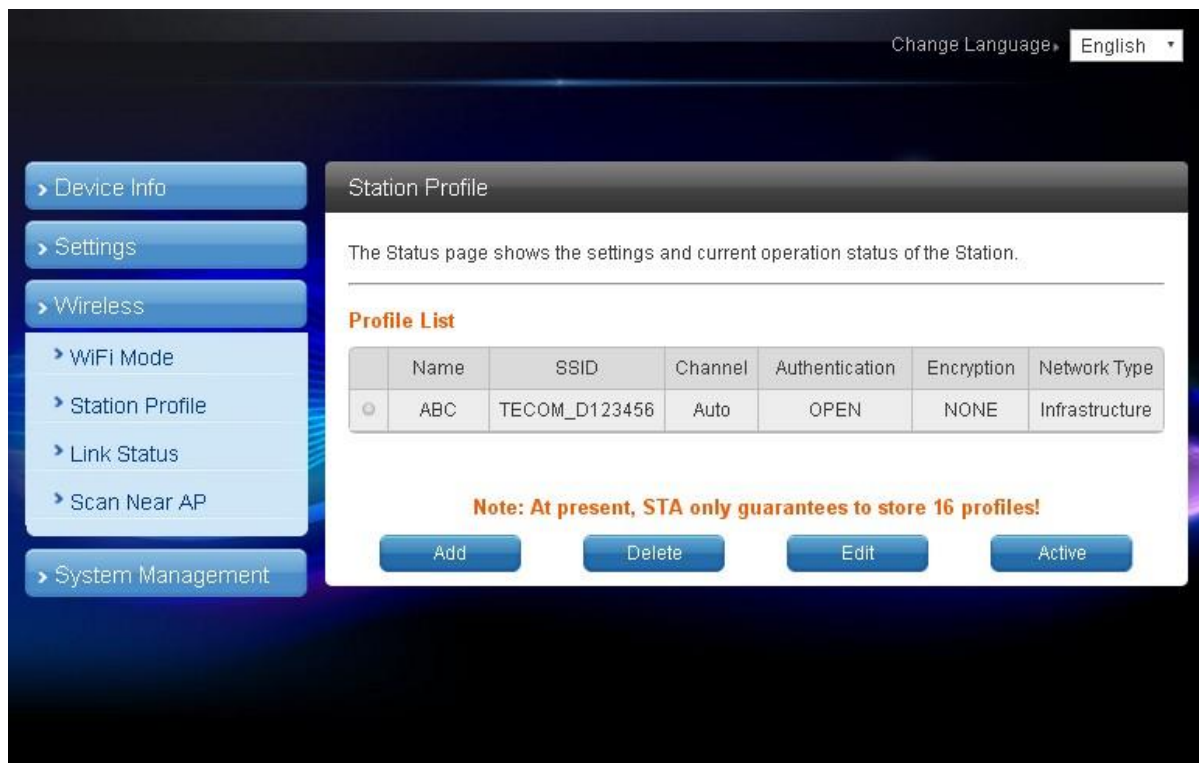 Change Language
English
Device Info
Settings
Wireless
WiFi Mode
Station Profile
Link Status
Scan Near AP
System Management
Station Profile
The Status page shows the settings and current operation status of the Station.
Profile List
Name SSID Channel Authentication Encryption Network Type
ABC TECOM_D123456 Auto OPEN NONE Infrastructure
Note: At present, STA only guarantees to store 16 profiles!
Add Delete Edit Active